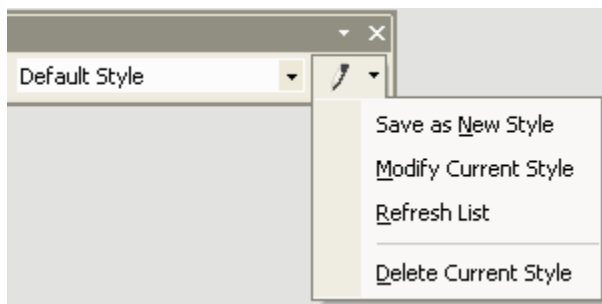 Default Style
Save as New Style
Modify Current Style
Refresh List
Delete Current Style